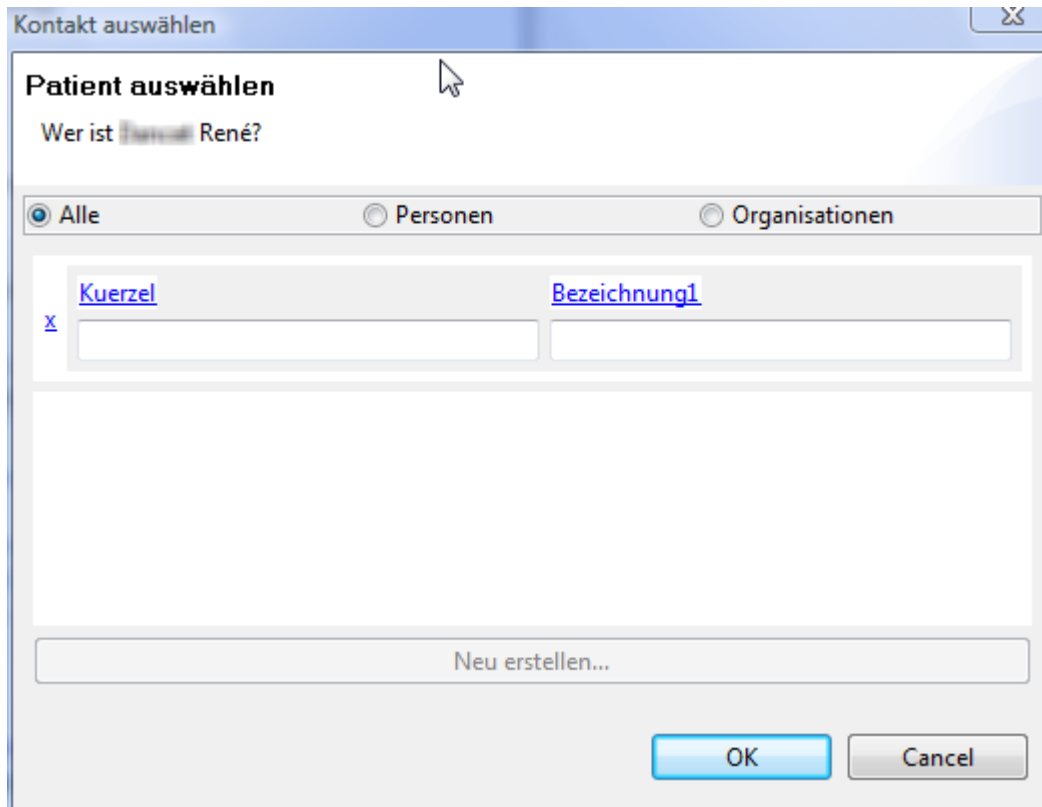 Kontakt auswählen
Patient auswählen
Wer ist René?
Alle Personen Organisationen
Kuerzel Bezeichnung1
x
Neu erstellen...
OK Cancel